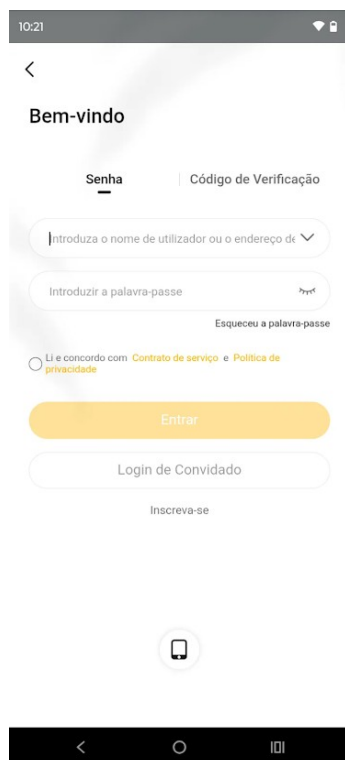 10:21
Bem-vindo
Senha
Código de Verificação
Introduza o nome de utilizador ou o endereço de
Introduzir a palavra-passe
Esqueceu a palavra-passe
Li e concordo com Contrato de serviço e Política de
privacidade
Entrar
Login de Convidado
Inscreva-se